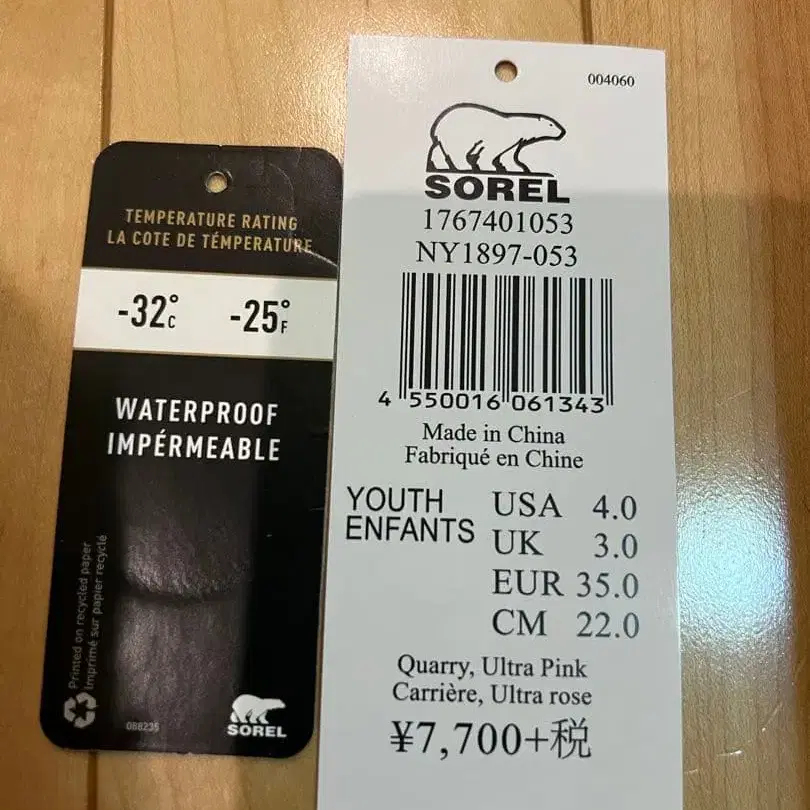 TEMPERATURE RATING
LA COTE DE TÉMPERATURE
-32°C -25°F
WATERPROOF
IMPÉRMEABLE
Printed on recycled paper
Imprimé sur papier recyclé
088235
SOREL
004060
SOREL
1767401053
NY1897-053
4 550016 061343
Made in China
Fabriqué en Chine
YOUTH
ENFANTS
USA 4.0
UK 3.0
EUR 35.0
CM 22.0
Quarry, Ultra Pink
Carrière, Ultra rose
¥7,700+税